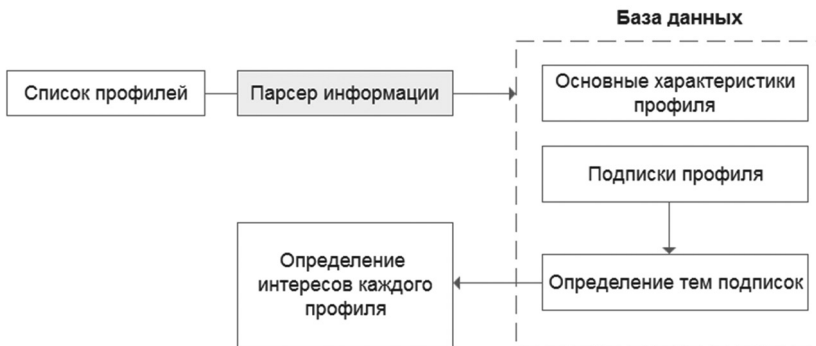 База данных
Список профилей
Парсер информации
Основные характеристики
профиля
Подписки профиля
Определение
интересов каждого
профиля
Определение тем подписок